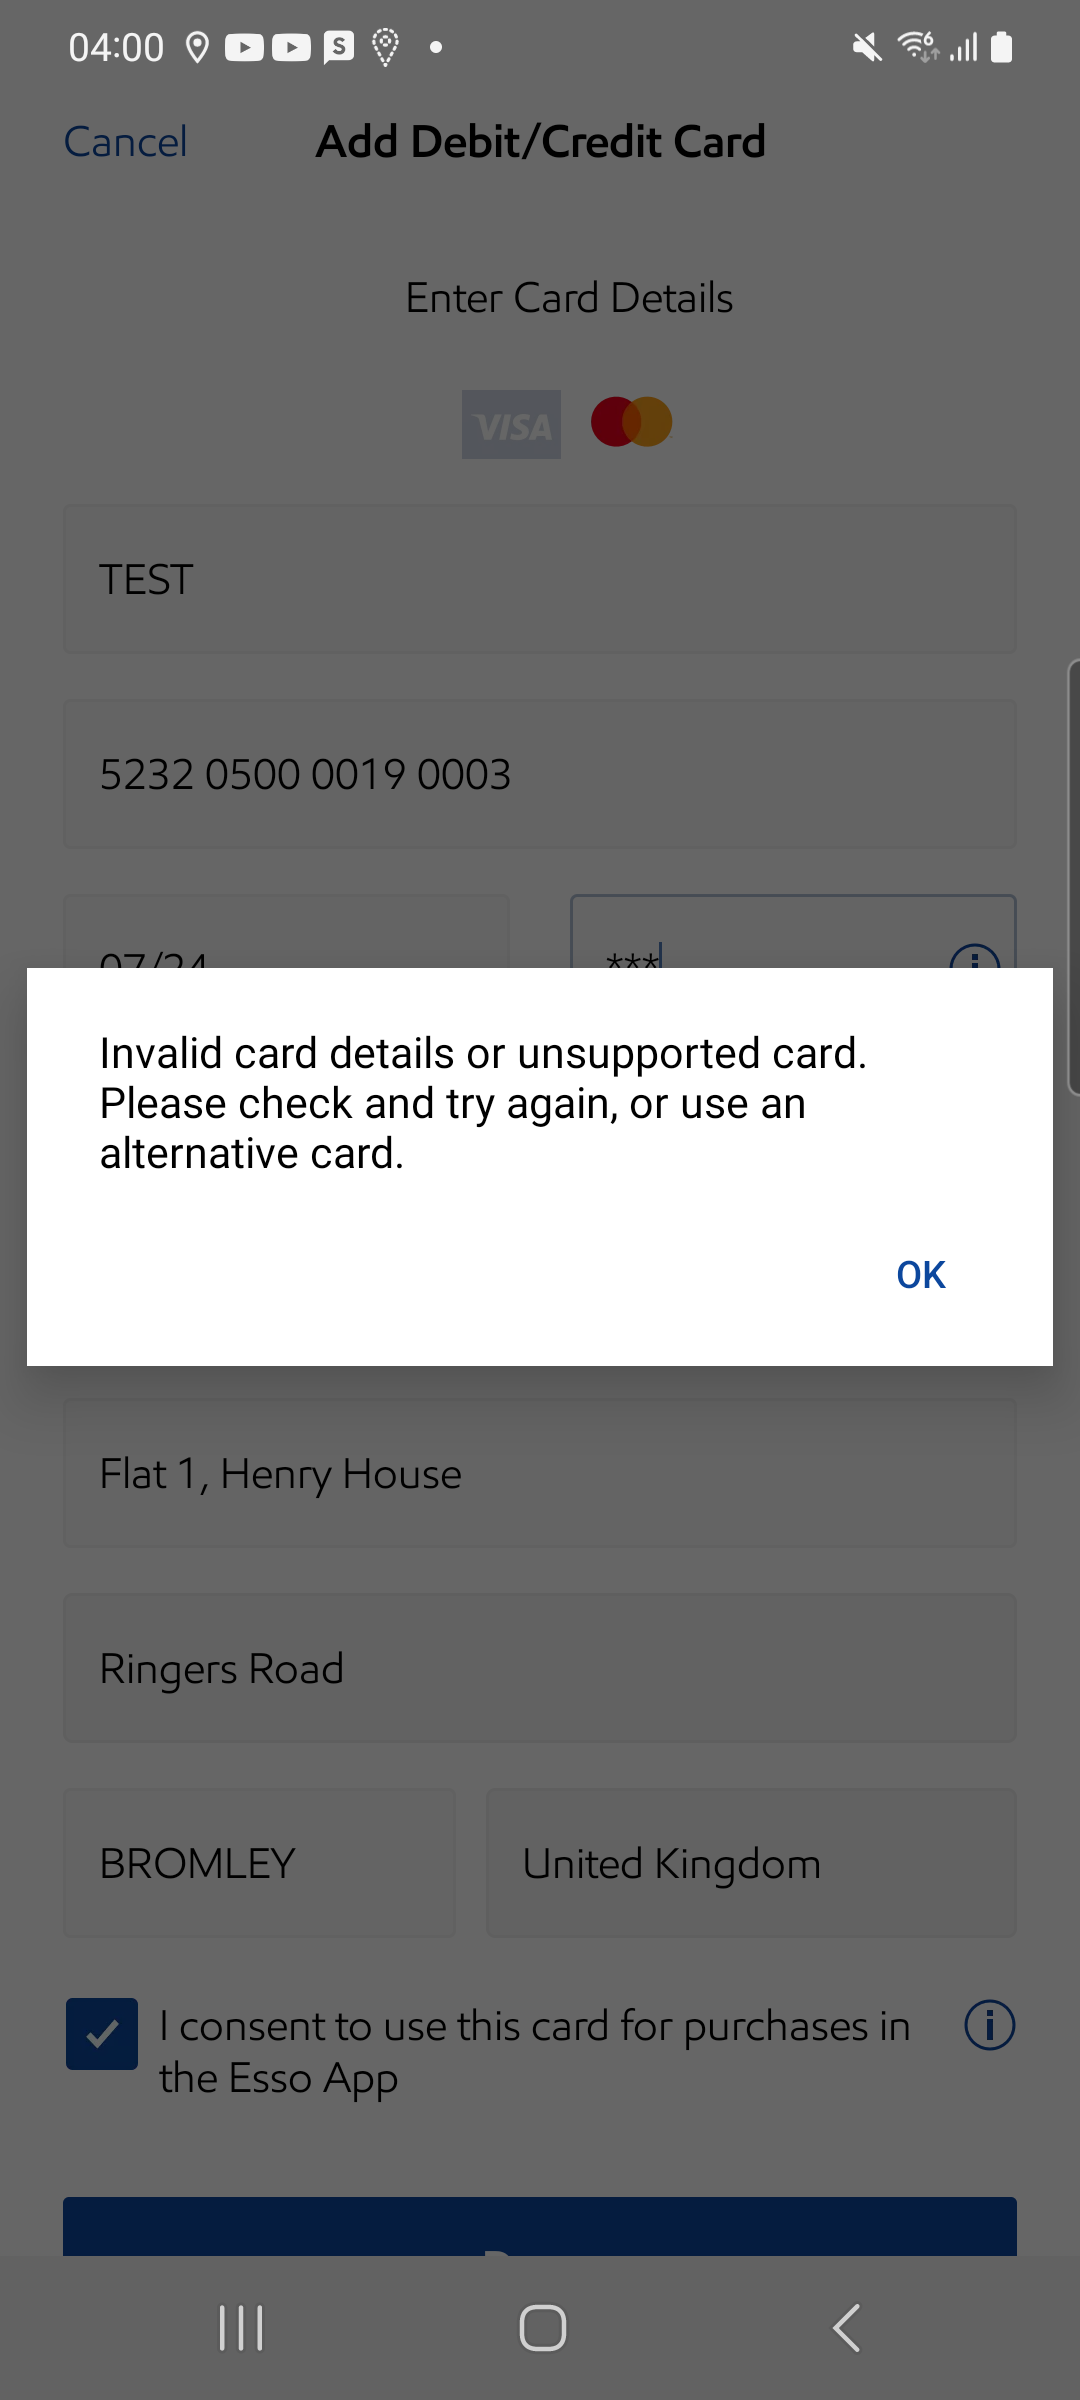 04:00
Cancel
Add Debit/Credit Card
Enter Card Details
VISA
TEST
5232 0500 0019 0003
07/24
***
Invalid card details or unsupported card.
Please check and try again, or use an
alternative card.
OK
Flat 1, Henry House
Ringers Road
BROMLEY
United Kingdom
I consent to use this card for purchases in
the Esso App